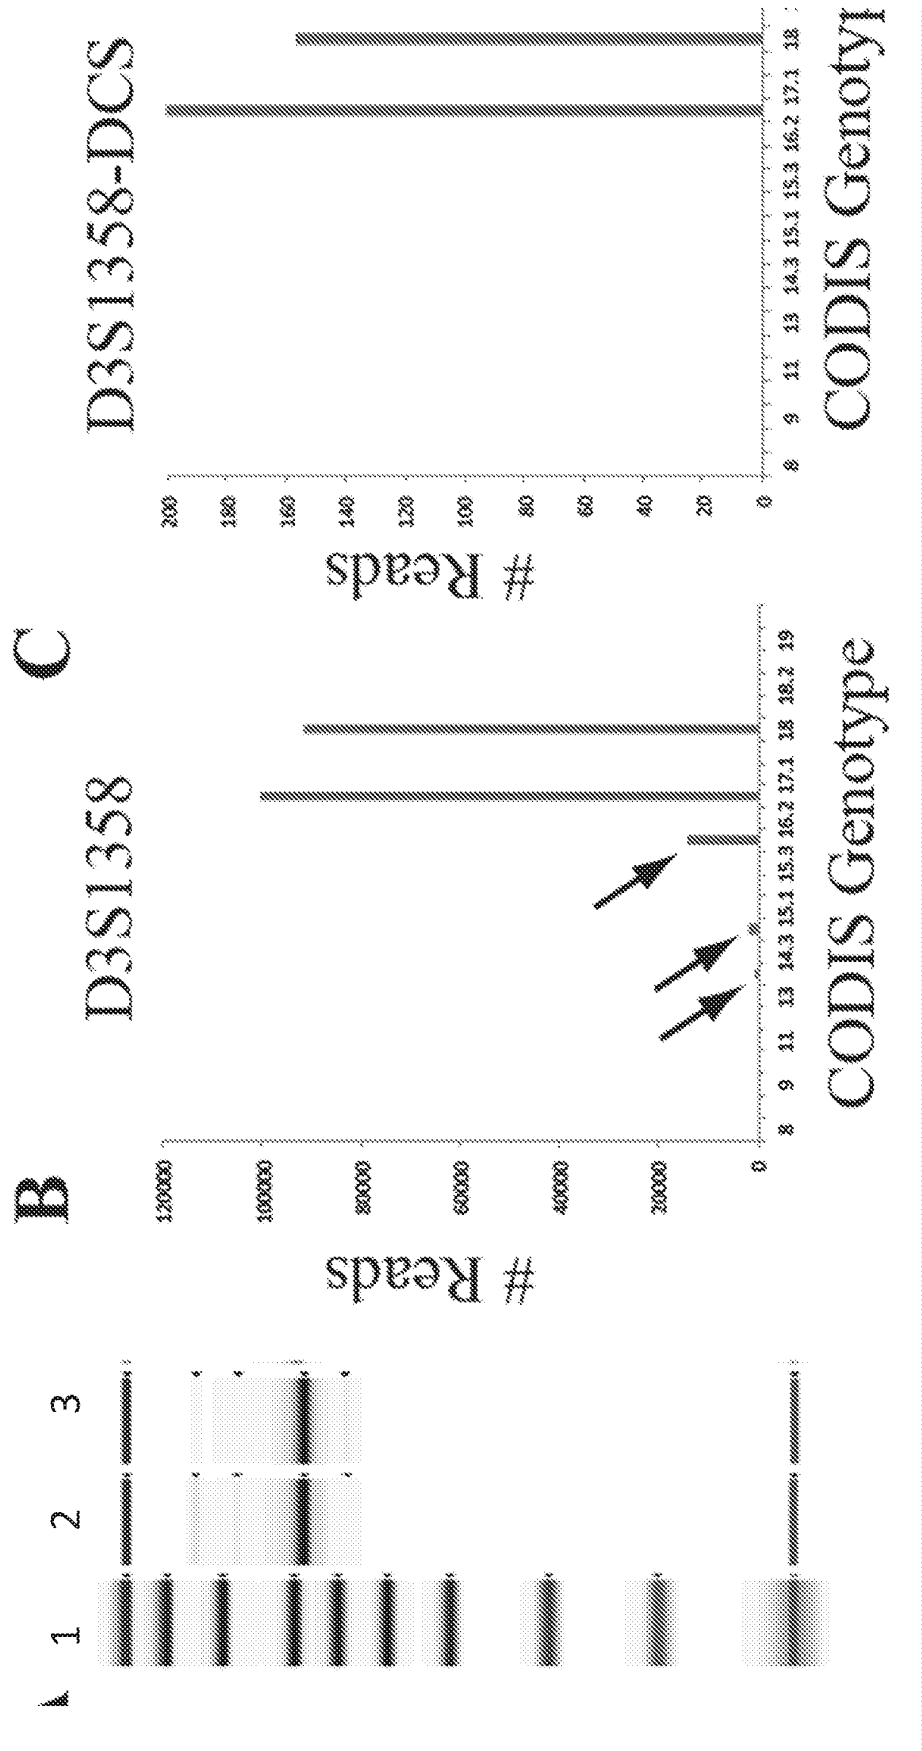 A
1 2 3
B
D3S1358
# Reads
120000
100000
80000
60000
40000
20000
0
8 9 11 13 14.3 15.1 15.3 16.2 17.1 18 18.2 19
CODIS Genotype
C
D3S1358-DCS
# Reads
200
180
160
140
120
100
80
60
40
20
0
8 9 11 13 14.3 15.1 15.3 16.2 17.1 18
CODIS Genotyp